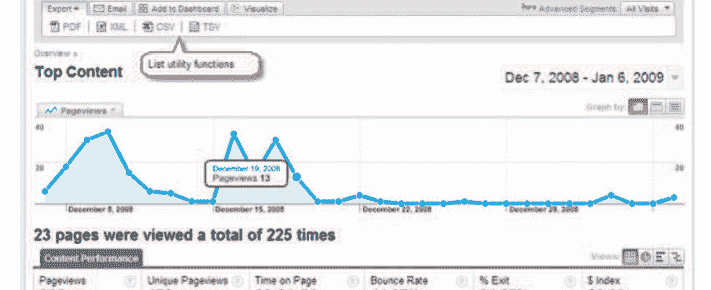 Export Email Add to Dashboard Visualize
Beta Advanced Segments: All Visits
PDF XML CSV TSV
List utility functions
Overview »
Top Content
Dec 7, 2008 - Jan 6, 2009
Pageviews
Graph by:
40 40
20 20
December 19, 2008
Pageviews 13
December 8, 2008 December 15, 2008 December 22, 2008 December 29, 2008
23 pages were viewed a total of 225 times
Content Performance
Views:
Pageviews Unique Pageviews Time on Page Bounce Rate % Exit $ Index